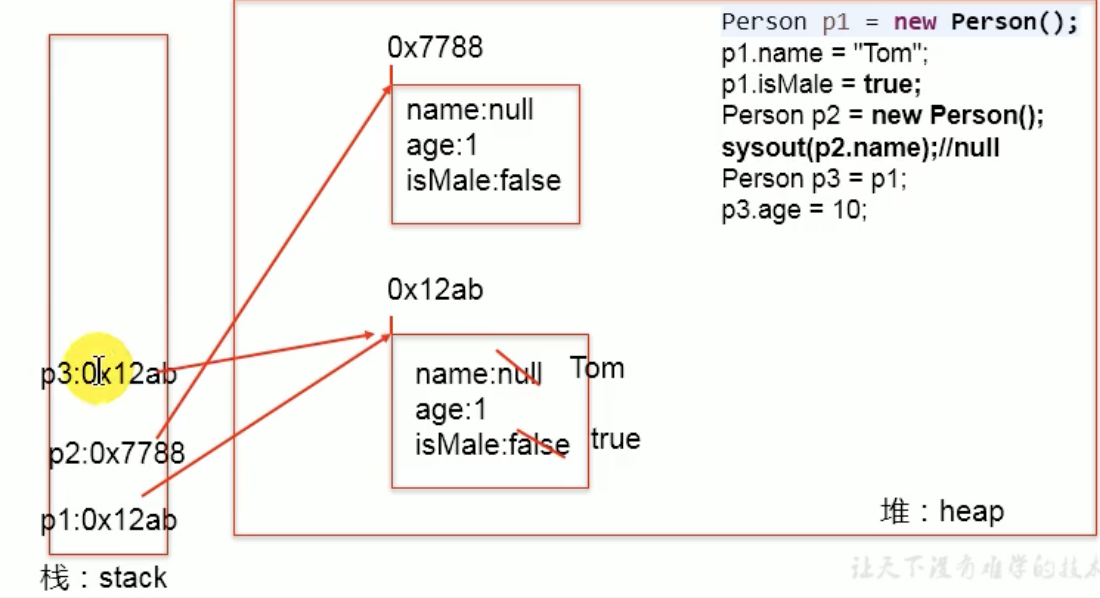 0x7788
name:null
age:1
isMale:false
0x12ab
name:null Tom
age:1
isMale:false true
堆：heap
p3:0x12ab
p2:0x7788
p1:0x12ab
栈：stack
Person p1 = new Person();
p1.name = "Tom";
p1.isMale = true;
Person p2 = new Person();
sysout(p2.name);//null
Person p3 = p1;
p3.age = 10;
让天下没有难学的技术